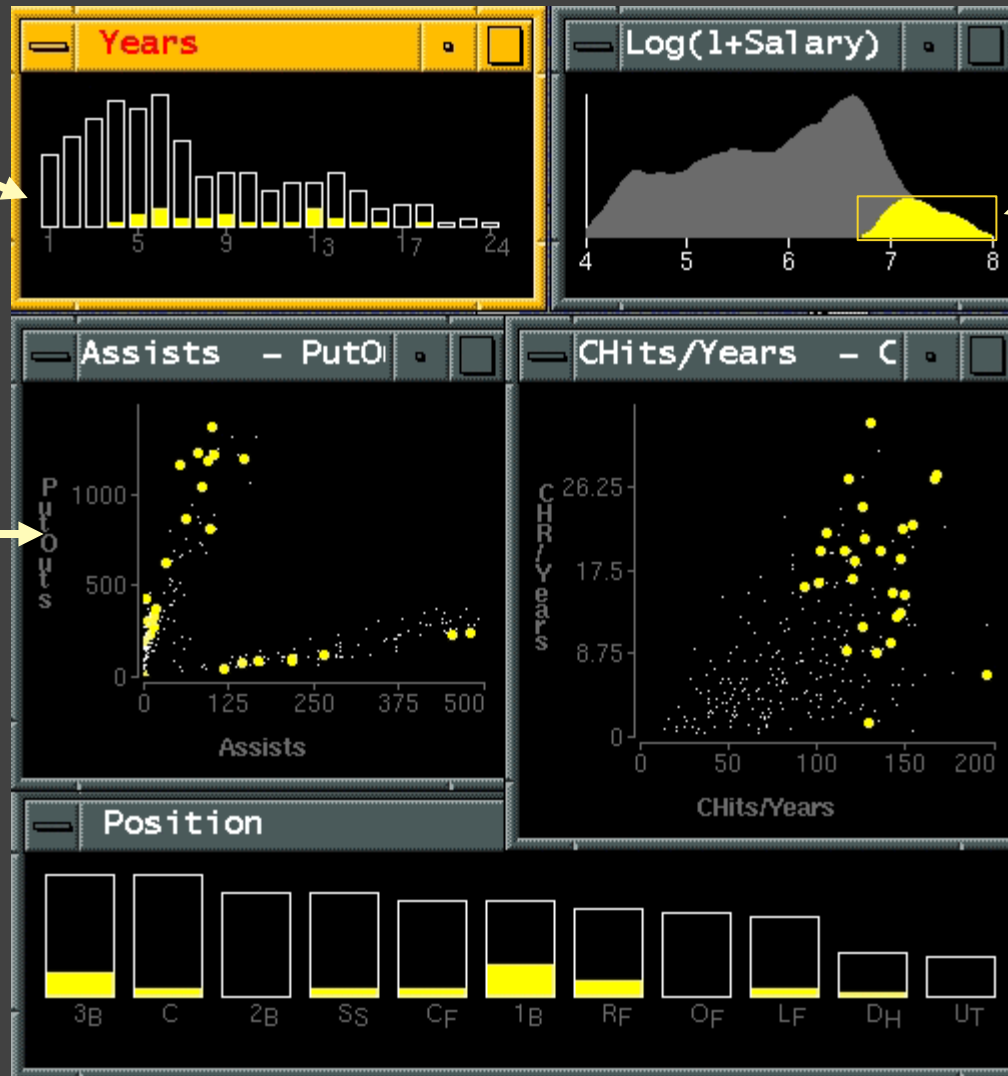 Years
1 5 9 13 17 24
Log(1+Salary)
4 5 6 7 8
Assists - PutO
PutOuts
1000
500
0
0 125 250 375 500
Assists
CHits/Years - C
CHR/Years
26.25
17.5
8.75
0
0 50 100 150 200
CHits/Years
Position
3B C 2B SS CF 1B RF OF LF DH UT